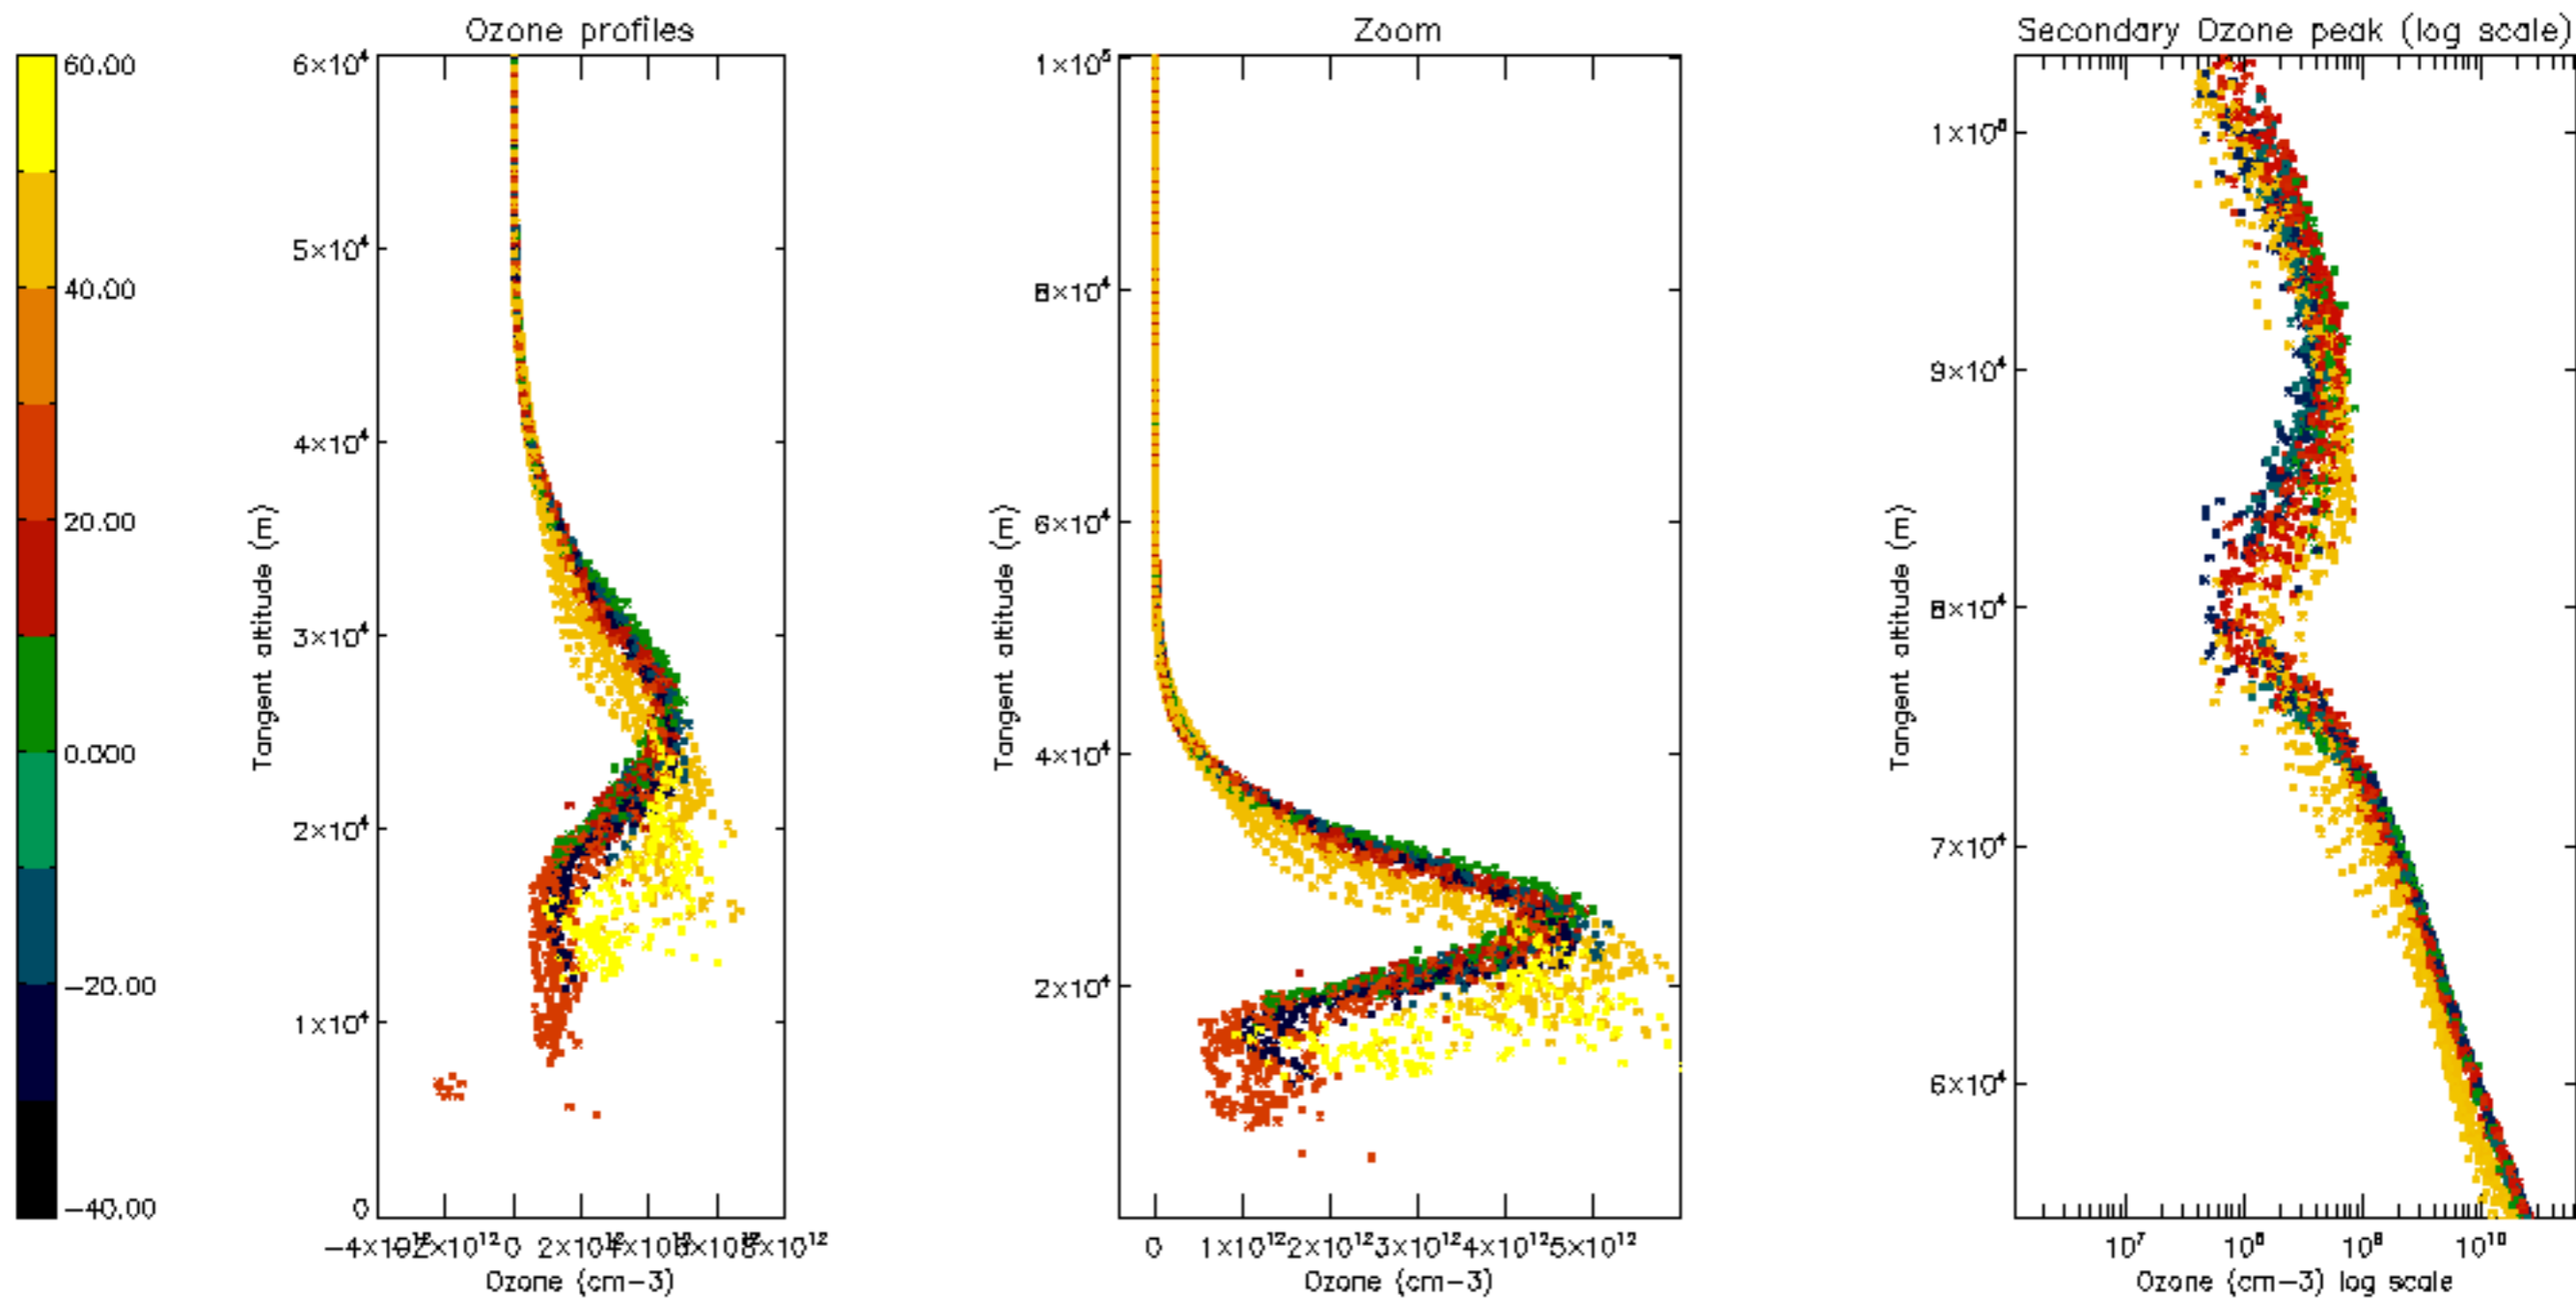 Ozone profiles
Zoom
Secondary Ozone peak (log scale)
60.00
40.00
20.00
0.000
−20.00
−40.00
6×10⁴
5×10⁴
4×10⁴
3×10⁴
2×10⁴
1×10⁴
0
Tangent altitude (m)
0
Ozone (cm−3)
1×10⁵
8×10⁴
6×10⁴
4×10⁴
2×10⁴
Tangent altitude (m)
0 1×10¹² 2×10¹² 3×10¹² 4×10¹² 5×10¹²
Ozone (cm−3)
9×10⁴
8×10⁴
7×10⁴
6×10⁴
Tangent altitude (m)
10⁷ 10⁸ 10⁹ 10¹⁰
Ozone (cm−3) log scale